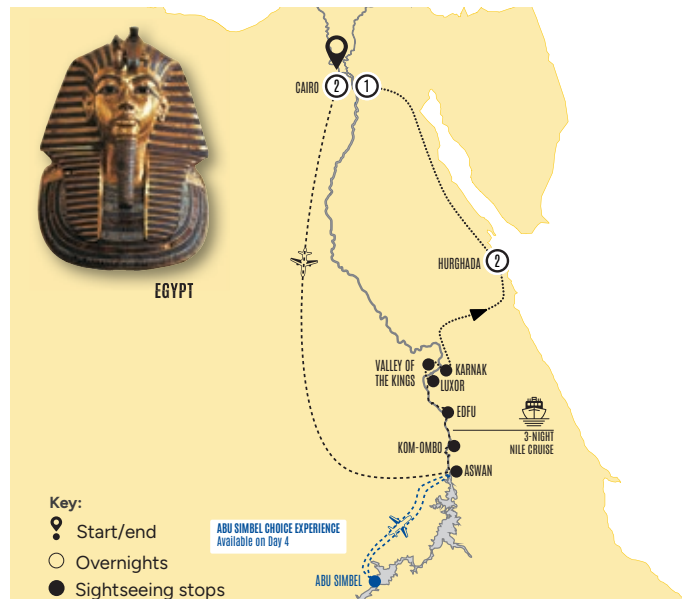 CAIRO
2
1
EGYPT
HURGHADA
2
VALLEY OF
THE KINGS
KARNAK
LUXOR
EDFU
3-NIGHT
NILE CRUISE
KOM-OMBO
ASWAN
Key:
Start/end
Overnights
Sightseeing stops
ABU SIMBEL CHOICE EXPERIENCE
Available on Day 4
ABU SIMBEL